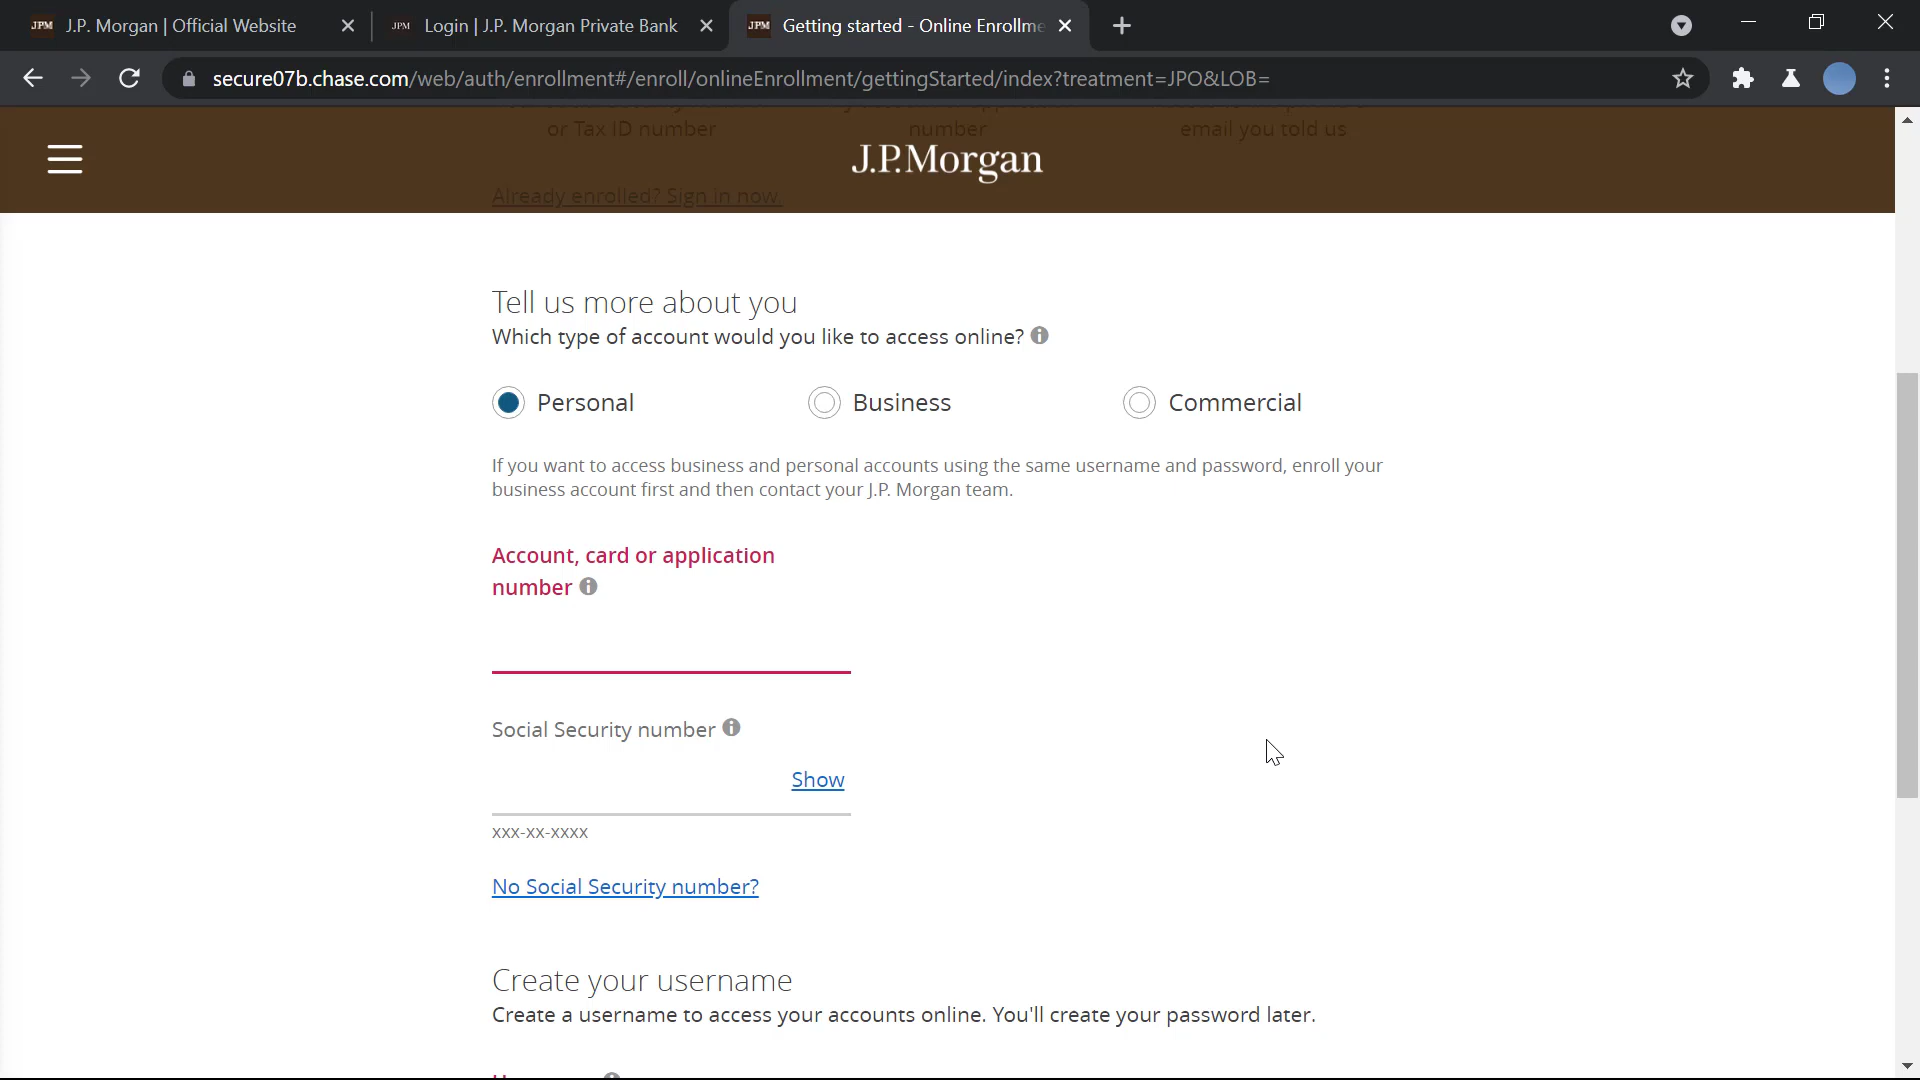 JPM J.P. Morgan | Official Website
JPM Login | J.P. Morgan Private Bank
JPM Getting started - Online Enrollme
secure07b.chase.com/web/auth/enrollment#/enroll/onlineEnrollment/gettingStarted/index?treatment=JPO&LOB=
or Tax ID number
number
email you told us
J.P.Morgan
Already enrolled? Sign in now.
Tell us more about you
Which type of account would you like to access online?
Personal
Business
Commercial
If you want to access business and personal accounts using the same username and password, enroll your
business account first and then contact your J.P. Morgan team.
Account, card or application
number
Social Security number
Show
xxx-xx-xxxx
No Social Security number?
Create your username
Create a username to access your accounts online. You'll create your password later.